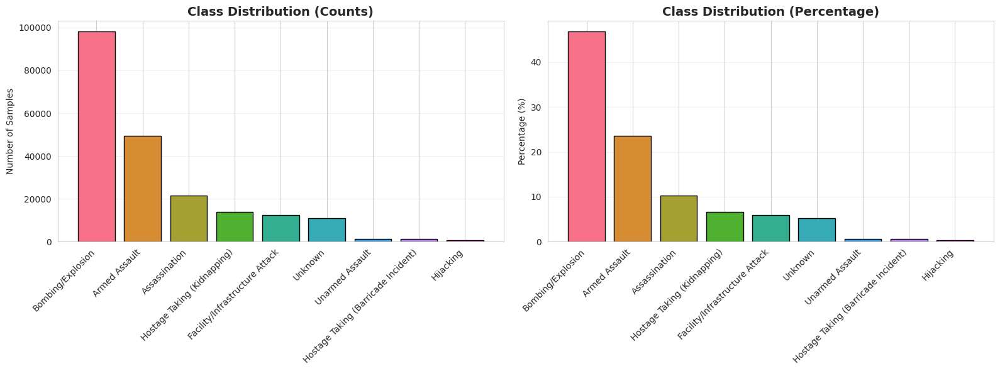 Class Distribution (Counts)
Number of Samples
100000
80000
60000
40000
20000
0
Bombing/Explosion
Armed Assault
Assassination
Hostage Taking (Kidnapping)
Facility/Infrastructure Attack
Unknown
Unarmed Assault
Hostage Taking (Barricade Incident)
Hijacking
Class Distribution (Percentage)
Percentage (%)
40
30
20
10
0
Bombing/Explosion
Armed Assault
Assassination
Hostage Taking (Kidnapping)
Facility/Infrastructure Attack
Unknown
Unarmed Assault
Hostage Taking (Barricade Incident)
Hijacking